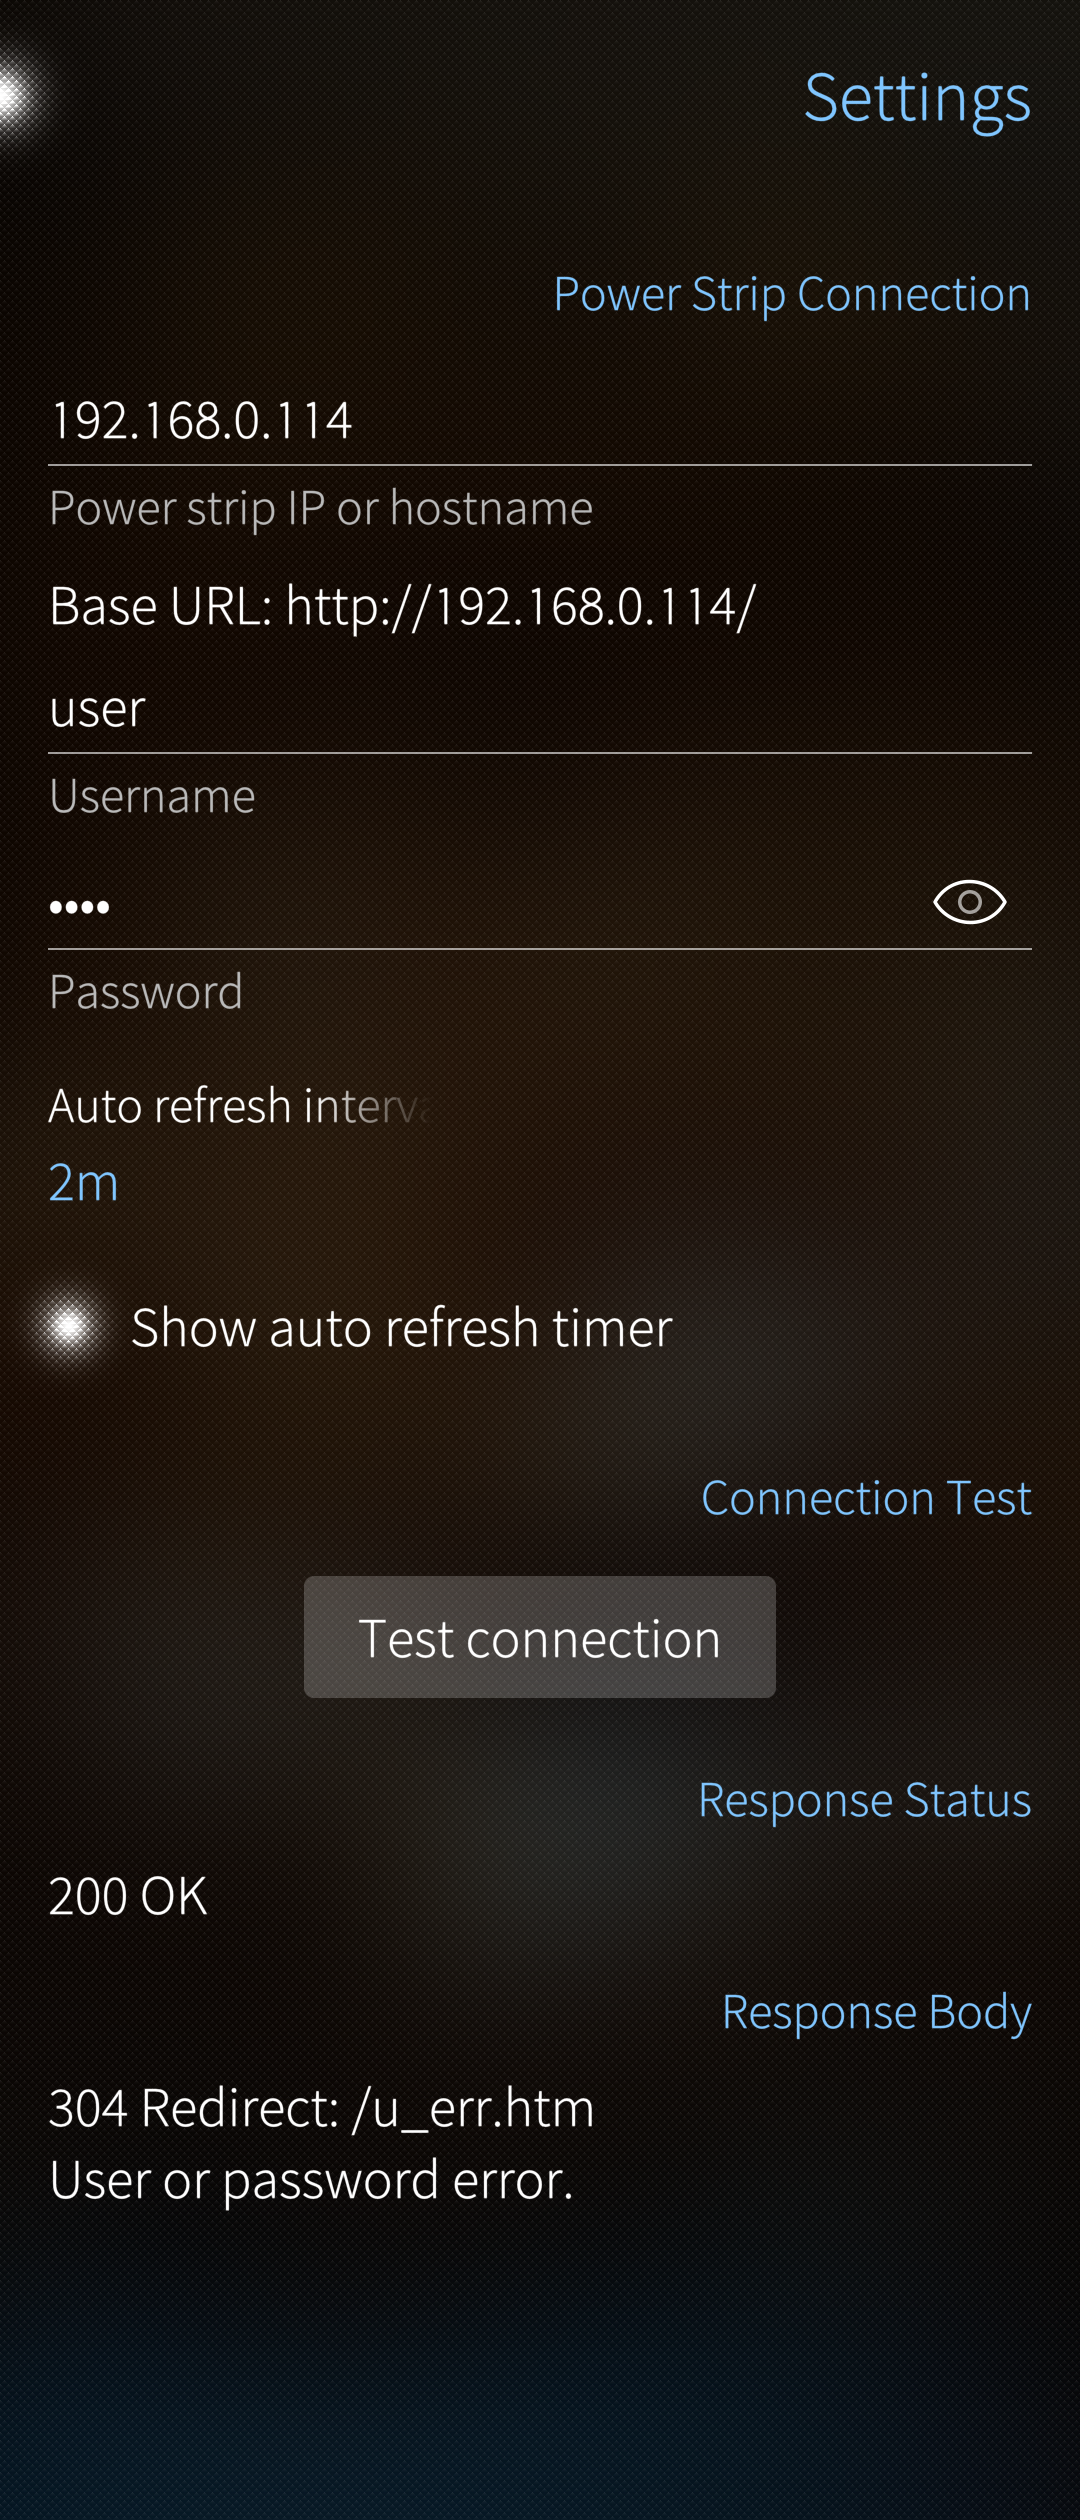 Settings
Power Strip Connection
192.168.0.114
Power strip IP or hostname
Base URL: http://192.168.0.114/
user
Username
••••
Password
Auto refresh interva
2m
Show auto refresh timer
Connection Test
Test connection
Response Status
200 OK
Response Body
304 Redirect: /u_err.htm
User or password error.